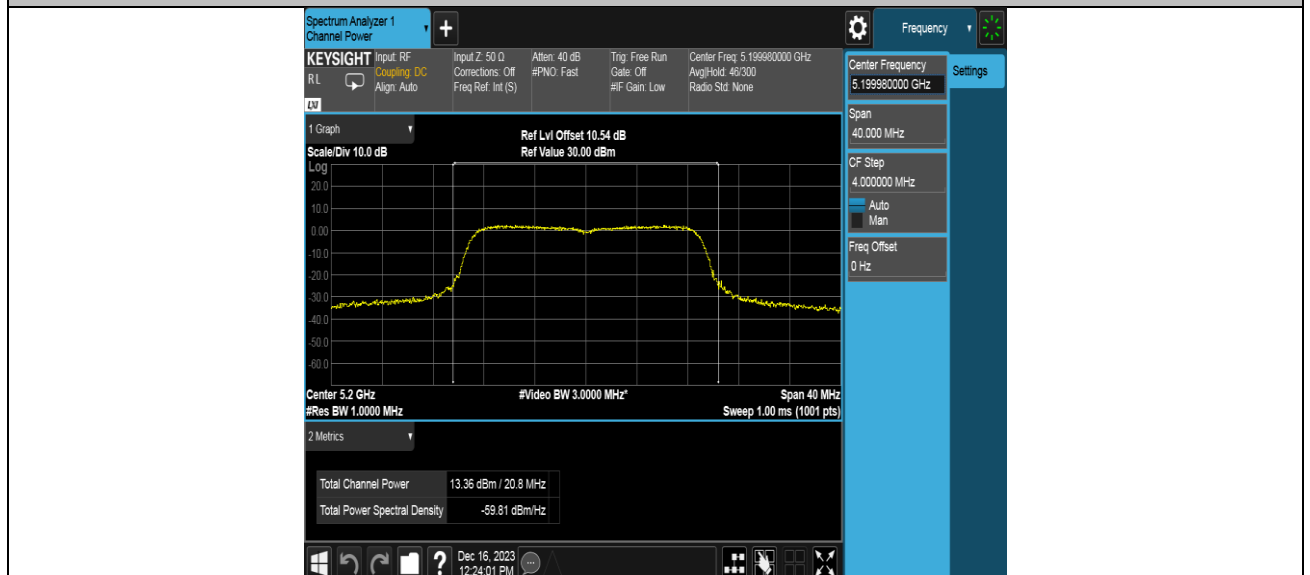 Spectrum Analyzer 1
Channel Power
+
Frequency
KEYSIGHT
RL
LXI
Input: RF
Coupling: DC
Align: Auto
Input Z: 50 Ω
Corrections: Off
Freq Ref: Int (S)
Atten: 40 dB
#PNO: Fast
Trig: Free Run
Gate: Off
#IF Gain: Low
Center Freq: 5.199980000 GHz
Avg|Hold: 46/300
Radio Std: None
Center Frequency
5.199980000 GHz
Settings
Span
40.000 MHz
CF Step
4.000000 MHz
Auto
Man
Freq Offset
0 Hz
1 Graph
Scale/Div 10.0 dB
Ref Lvl Offset 10.54 dB
Ref Value 30.00 dBm
Log
20.0
10.0
0.00
-10.0
-20.0
-30.0
-40.0
-50.0
-60.0
Center 5.2 GHz
#Video BW 3.0000 MHz*
Span 40 MHz
#Res BW 1.0000 MHz
Sweep 1.00 ms (1001 pts)
2 Metrics
Total Channel Power 13.36 dBm / 20.8 MHz
Total Power Spectral Density -59.81 dBm/Hz
?
Dec 16, 2023
12:24:01 PM